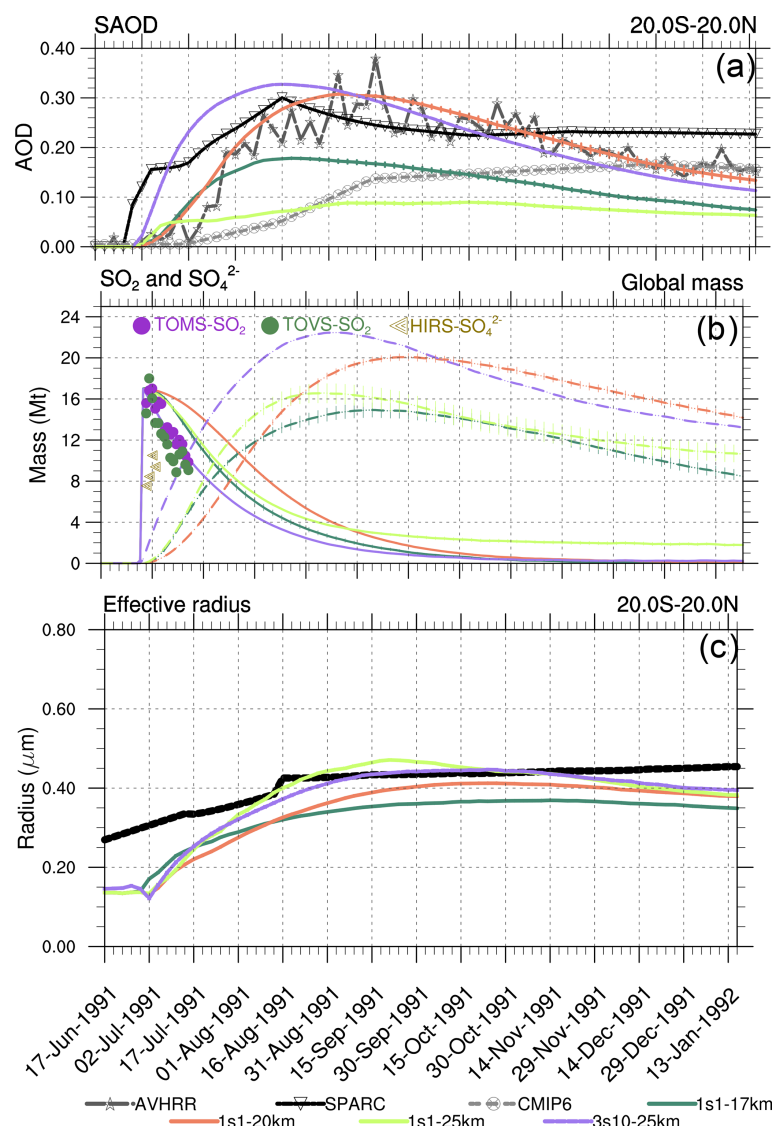 SAOD 20.0S-20.0N
(a)
0.40
0.30
0.20
0.10
0.00
AOD
SO₂ and SO₄²⁻ Global mass
(b)
TOMS-SO₂ TOVS-SO₂ HIRS-SO₄²⁻
24
20
16
12
8
4
0
Mass (Mt)
Effective radius 20.0S-20.0N
(c)
0.80
0.60
0.40
0.20
0.00
Radius (μm)
17-Jun-1991
02-Jul-1991
17-Jul-1991
01-Aug-1991
16-Aug-1991
31-Aug-1991
15-Sep-1991
30-Sep-1991
15-Oct-1991
30-Oct-1991
14-Nov-1991
29-Nov-1991
14-Dec-1991
29-Dec-1991
13-Jan-1992
AVHRR SPARC CMIP6 1s1-17km
1s1-20km 1s1-25km 3s10-25km